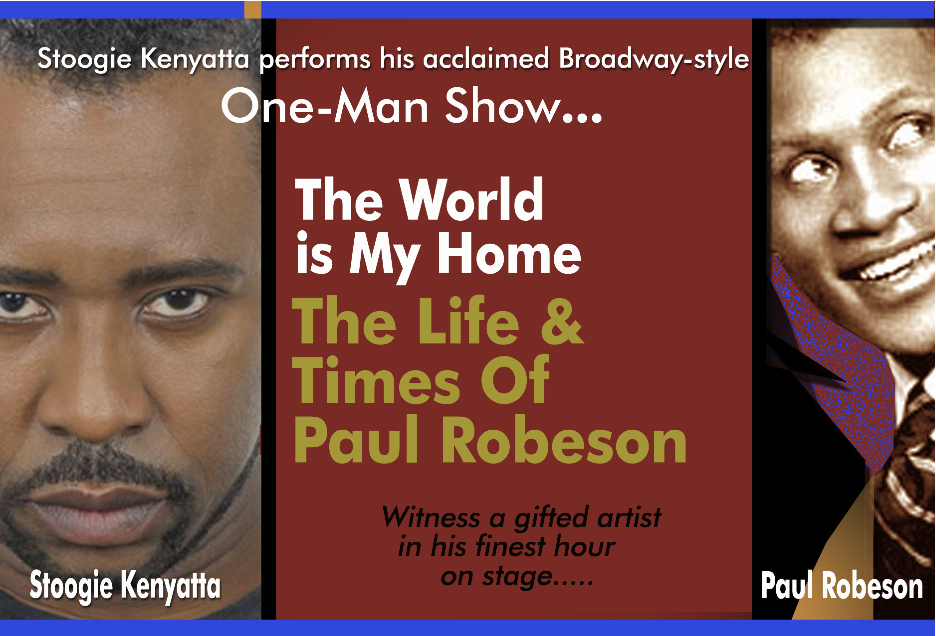 Stoogie Kenyatta performs his acclaimed Broadway-style
One-Man Show...
The World
is My Home
The Life &
Times Of
Paul Robeson
Witness a gifted artist
in his finest hour
on stage.....
Stoogie Kenyatta
Paul Robeson